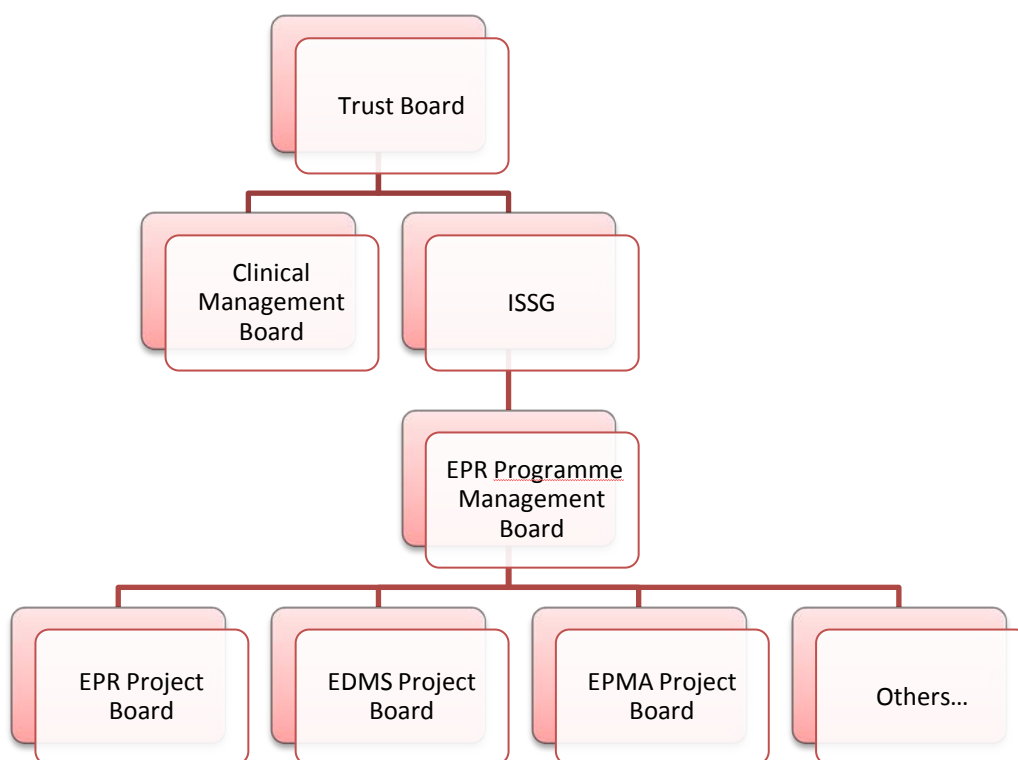 Trust Board
Clinical
Management
Board
ISSG
EPR Programme
Management
Board
EPR Project
Board
EDMS Project
Board
EPMA Project
Board
Others...